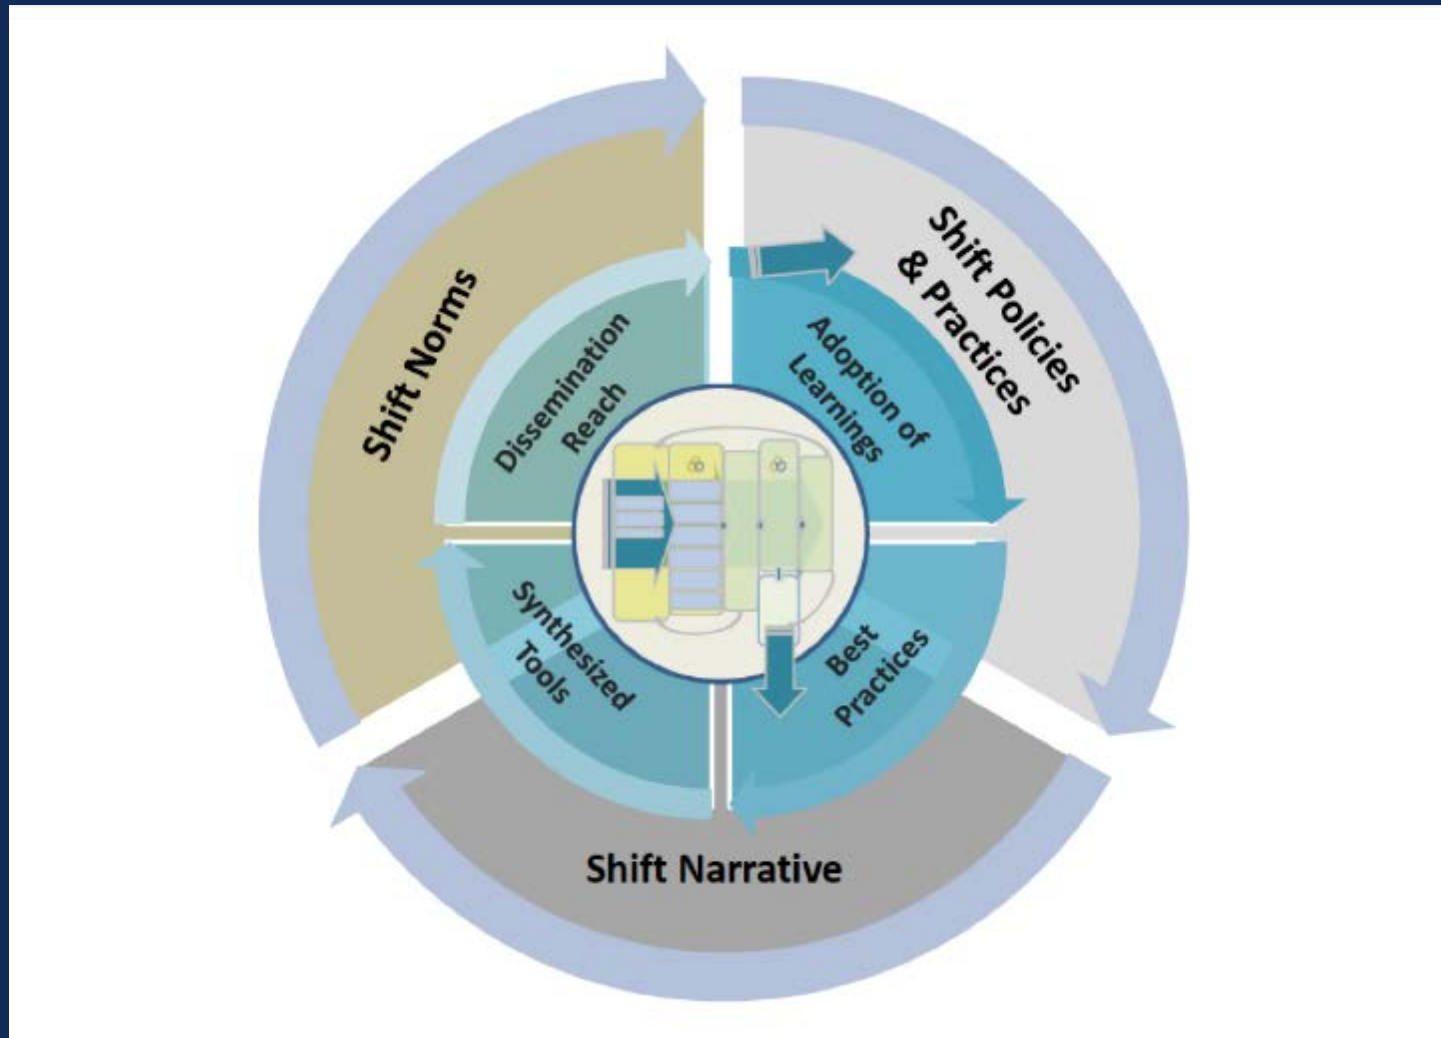 Shift Norms
Shift Policies
& Practices
Dissemination
Reach
Adoption of
Learnings
Synthesized
Tools
Best
Practices
Shift Narrative